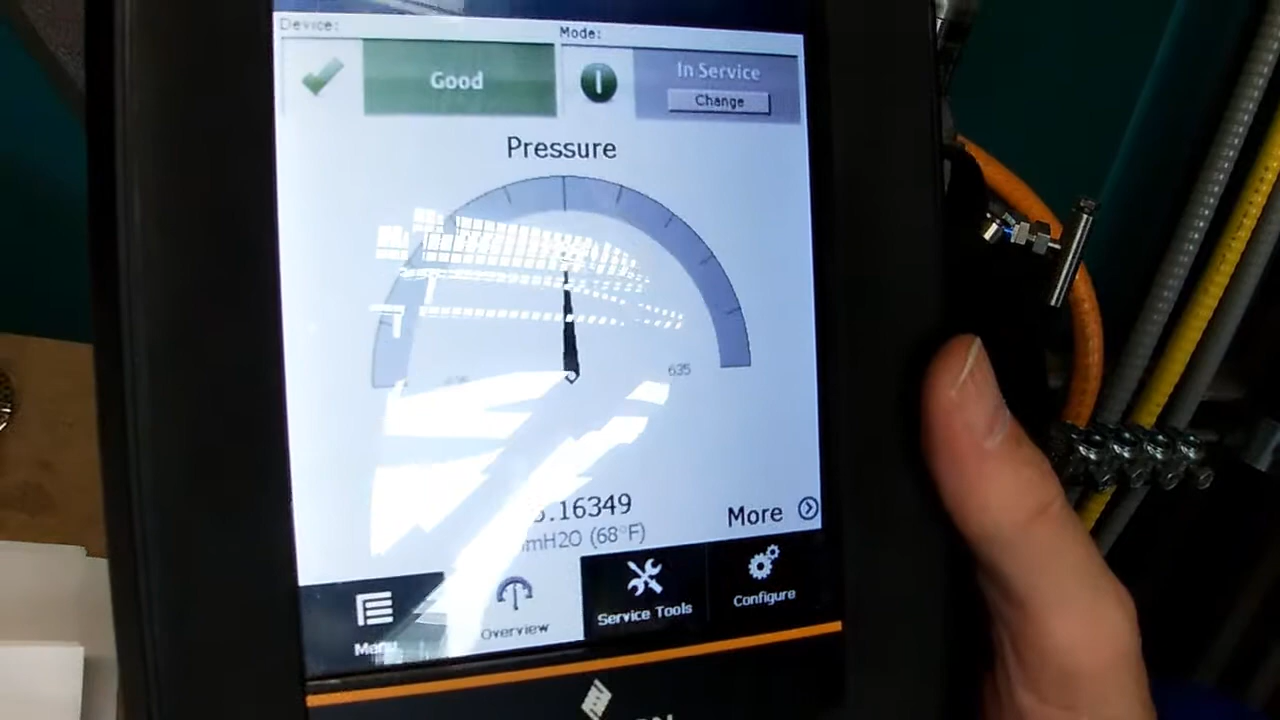 Device:
Mode:
Good
In Service
Change
Pressure
635
.16349
mH2O (68°F)
More
Menu
Overview
Service Tools
Configure